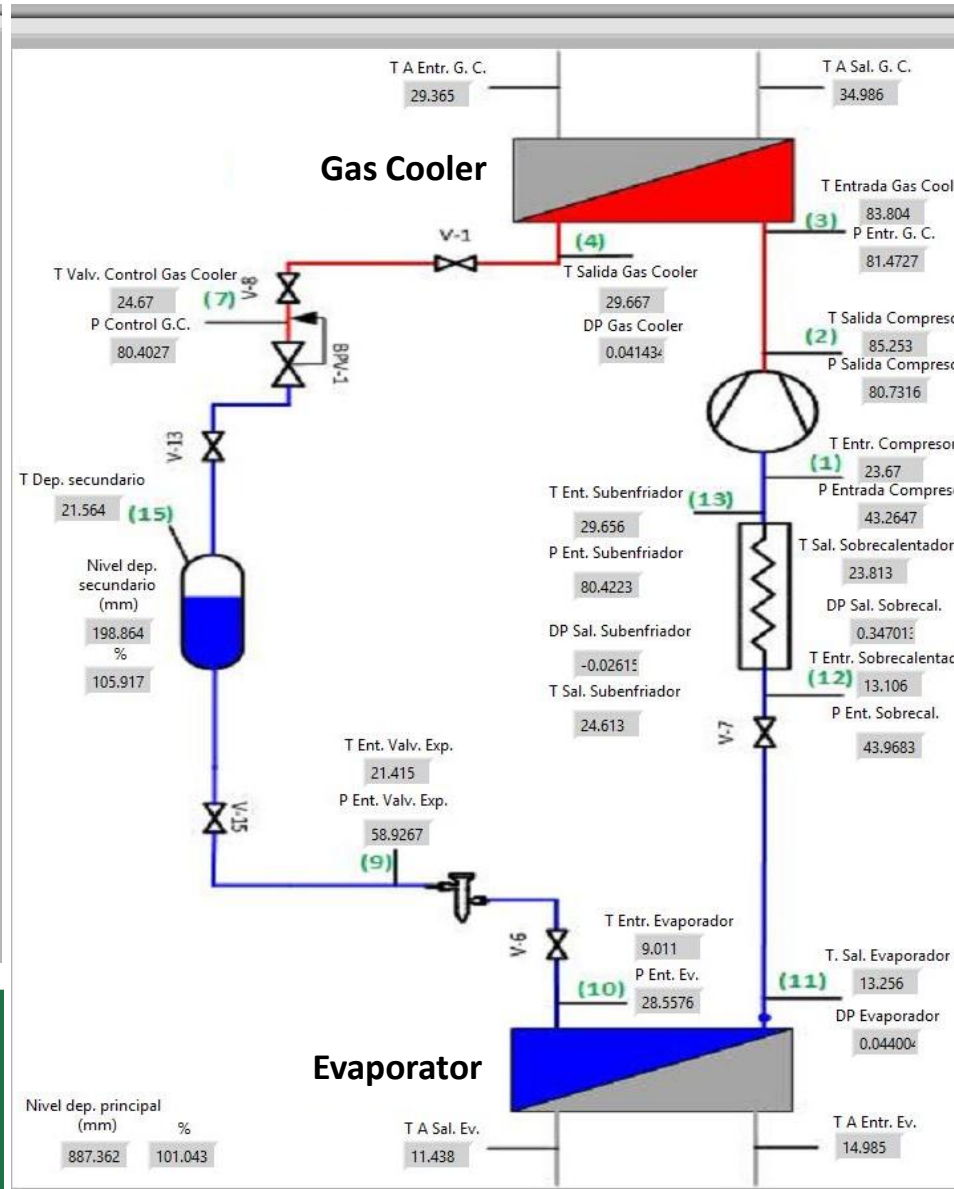 T A Entr. G. C.
29.365
T A Sal. G. C.
34.986
Gas Cooler
T Entrada Gas Cool
83.804
(3)
P Entr. G. C.
81.4727
V-1
(4)
T Salida Gas Cooler
29.667
DP Gas Cooler
0.041434
T Valv. Control Gas Cooler
24.67
(7)
V-8
P Control G.C.
80.4027
BPV-1
T Salida Compreso
(2)
85.253
P Salida Compreso
80.7316
V-13
T Entr. Compresor
(1)
23.67
P Entrada Compreso
43.2647
T Dep. secundario
21.564
(15)
T Ent. Subenfriador
(13)
29.656
P Ent. Subenfriador
80.4223
T Sal. Sobrecalentador
23.813
Nivel dep.
secundario
(mm)
198.864
%
105.917
DP Sal. Subenfriador
-0.02615
T Sal. Subenfriador
24.613
DP Sal. Sobrecal.
0.347013
T Entr. Sobrecalentad
(12)
13.106
P Ent. Sobrecal.
43.9683
V-7
T Ent. Valv. Exp.
21.415
P Ent. Valv. Exp.
58.9267
V-15
(9)
V-6
T Entr. Evaporador
9.011
P Ent. Ev.
(10)
28.5576
T. Sal. Evaporador
(11)
13.256
DP Evaporador
0.044004
Evaporator
Nivel dep. principal
(mm)
%
887.362
101.043
T A Sal. Ev.
11.438
T A Entr. Ev.
14.985